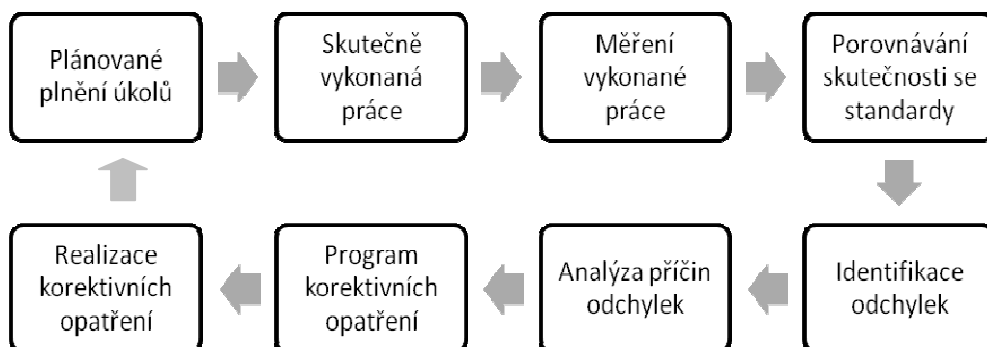 Plánované
plnění úkolů
Skutečně
vykonaná
práce
Měření
vykonané
práce
Porovnávání
skutečnosti se
standardy
Identifikace
odchylek
Analýza příčin
odchylek
Program
korektivních
opatření
Realizace
korektivních
opatření